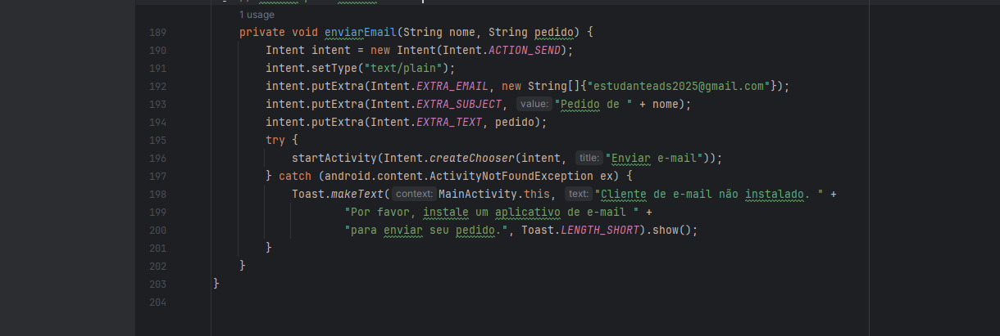 1 usage
189 private void enviarEmail(String nome, String pedido) {
190 Intent intent = new Intent(Intent.ACTION_SEND);
191 intent.setType("text/plain");
192 intent.putExtra(Intent.EXTRA_EMAIL, new String[]{"estudanteads2025@gmail.com"});
193 intent.putExtra(Intent.EXTRA_SUBJECT, value: "Pedido de " + nome);
194 intent.putExtra(Intent.EXTRA_TEXT, pedido);
195 try {
196 startActivity(Intent.createChooser(intent, title: "Enviar e-mail"));
197 } catch (android.content.ActivityNotFoundException ex) {
198 Toast.makeText( context: MainActivity.this, text: "Cliente de e-mail não instalado. " +
199 "Por favor, instale um aplicativo de e-mail " +
200 "para enviar seu pedido.", Toast.LENGTH_SHORT).show();
201 }
202 }
203 }
204